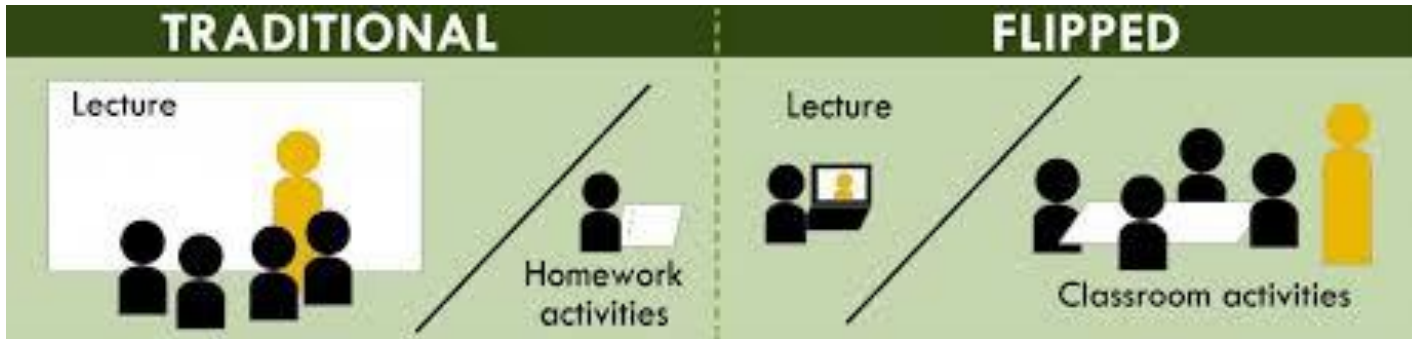 TRADITIONAL
Lecture
Homework
activities
FLIPPED
Lecture
Classroom activities